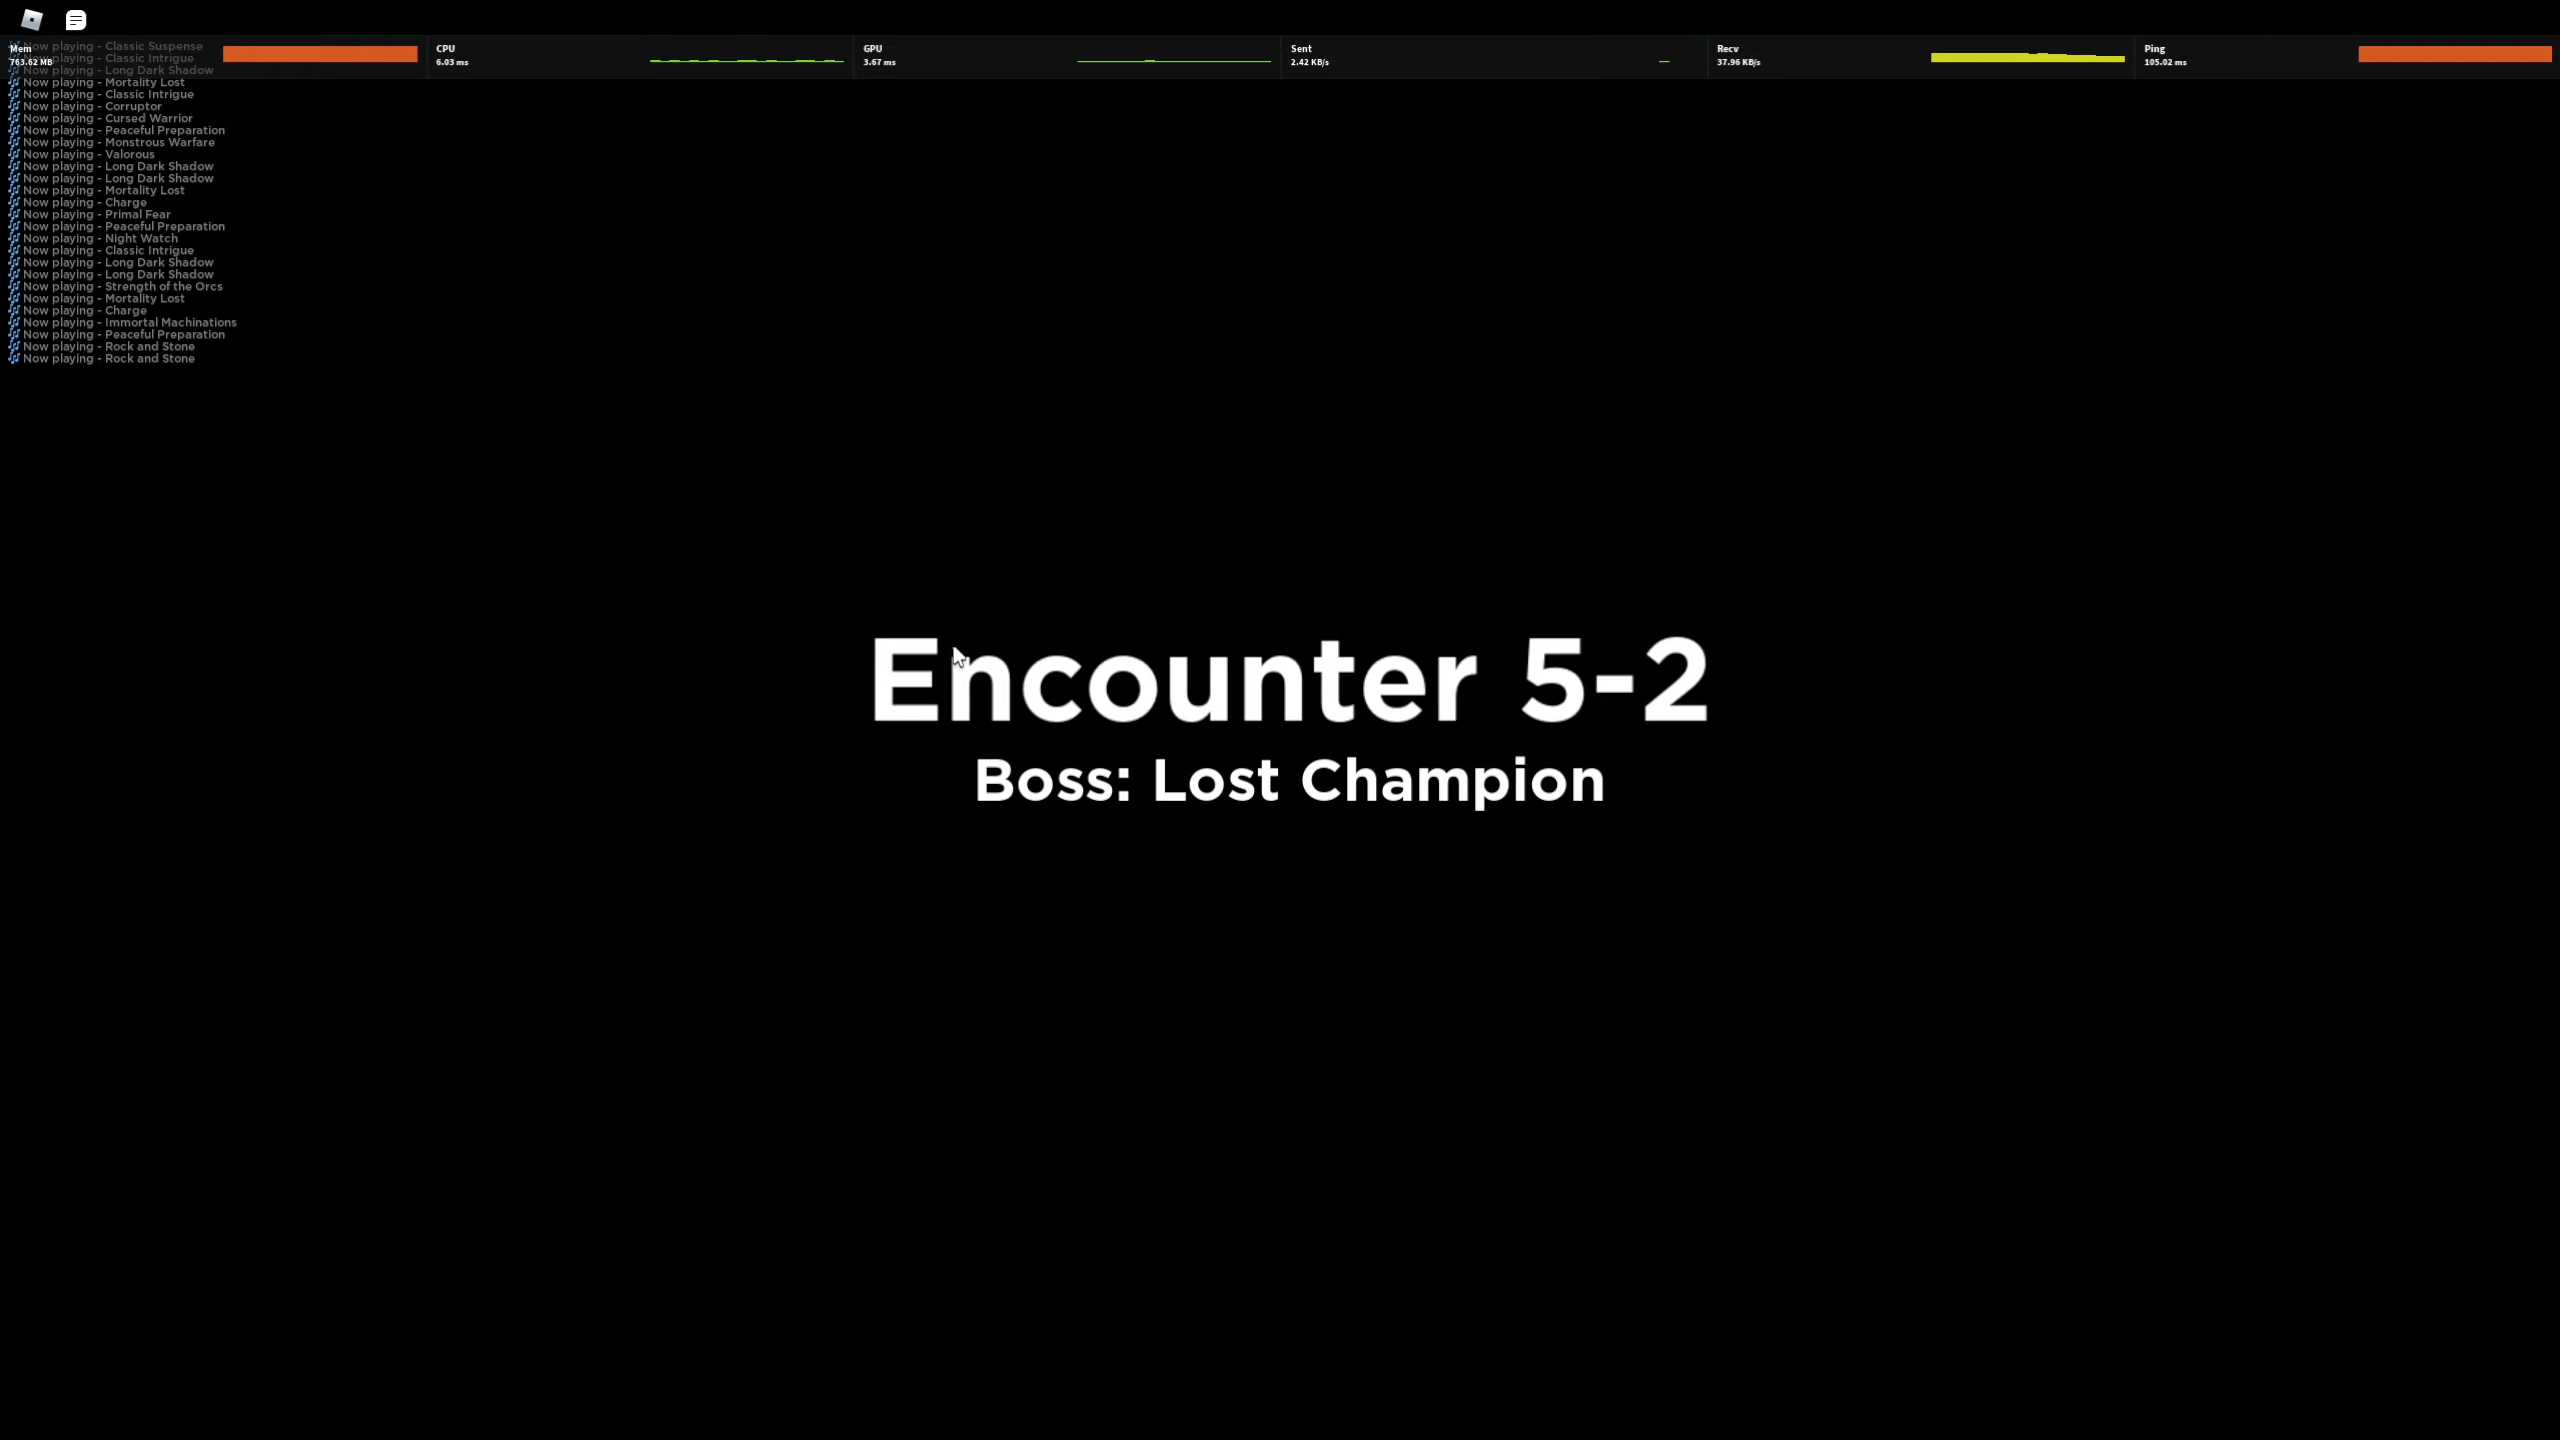 Now playing - Classic Suspense
Mem
Now playing - Classic Intrigue
763.62 MB
Now playing - Long Dark Shadow
CPU
6.03 ms
GPU
3.67 ms
Sent
2.42 KB/s
Recv
37.96 KB/s
Ping
105.02 ms
Now playing - Mortality Lost
Now playing - Classic Intrigue
Now playing - Corruptor
Now playing - Cursed Warrior
Now playing - Peaceful Preparation
Now playing - Monstrous Warfare
Now playing - Valorous
Now playing - Long Dark Shadow
Now playing - Long Dark Shadow
Now playing - Mortality Lost
Now playing - Charge
Now playing - Primal Fear
Now playing - Peaceful Preparation
Now playing - Night Watch
Now playing - Classic Intrigue
Now playing - Long Dark Shadow
Now playing - Long Dark Shadow
Now playing - Strength of the Orcs
Now playing - Mortality Lost
Now playing - Charge
Now playing - Immortal Machinations
Now playing - Peaceful Preparation
Now playing - Rock and Stone
Now playing - Rock and Stone
Encounter 5-2
Boss: Lost Champion